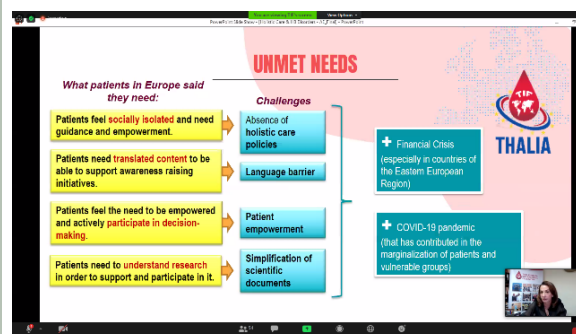 UNMET NEEDS
What patients in Europe said
they need:
Challenges
Patients feel socially isolated and need
guidance and empowerment.
Absence of
holistic care
policies
Patients need translated content to be
able to support awareness raising
initiatives.
Language barrier
Patients feel the need to be empowered
and actively participate in decision-
making.
Patient
empowerment
Patients need to understand research
in order to support and participate in it.
Simplification of
scientific
documents
Financial Crisis
(especially in countries of
the Eastern European
Region)
COVID-19 pandemic
(that has contributed in the
marginalization of patients and
vulnerable groups)
TIF
THALIA